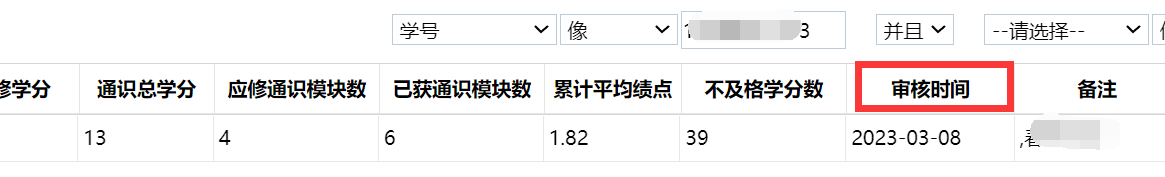 学号 像 3 并且 --请选择--
修学分 通识总学分 应修通识模块数 已获通识模块数 累计平均绩点 不及格学分数 审核时间 备注
13 4 6 1.82 39 2023-03-08